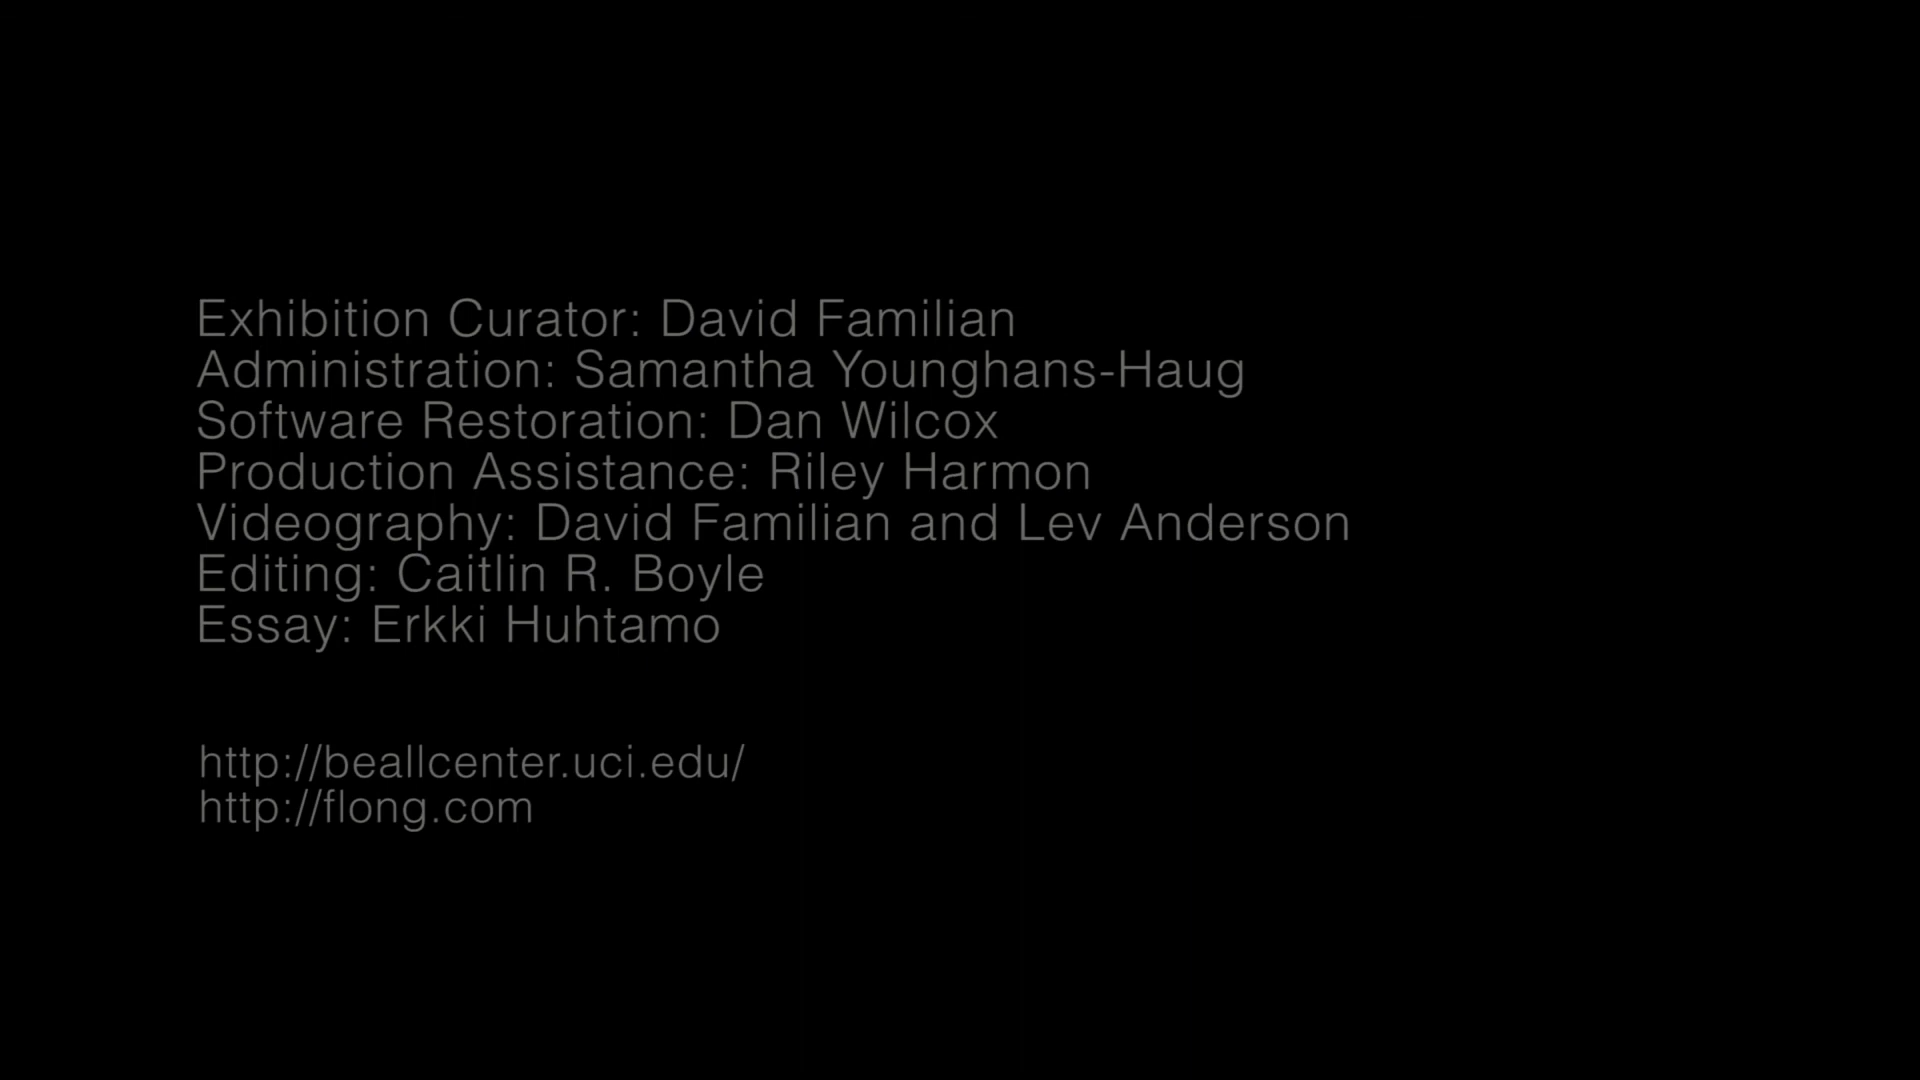 Exhibition Curator: David Familian
Administration: Samantha Younghans-Haug
Software Restoration: Dan Wilcox
Production Assistance: Riley Harmon
Videography: David Familian and Lev Anderson
Editing: Caitlin R. Boyle
Essay: Erkki Huhtamo
http://beallcenter.uci.edu/
http://flong.com